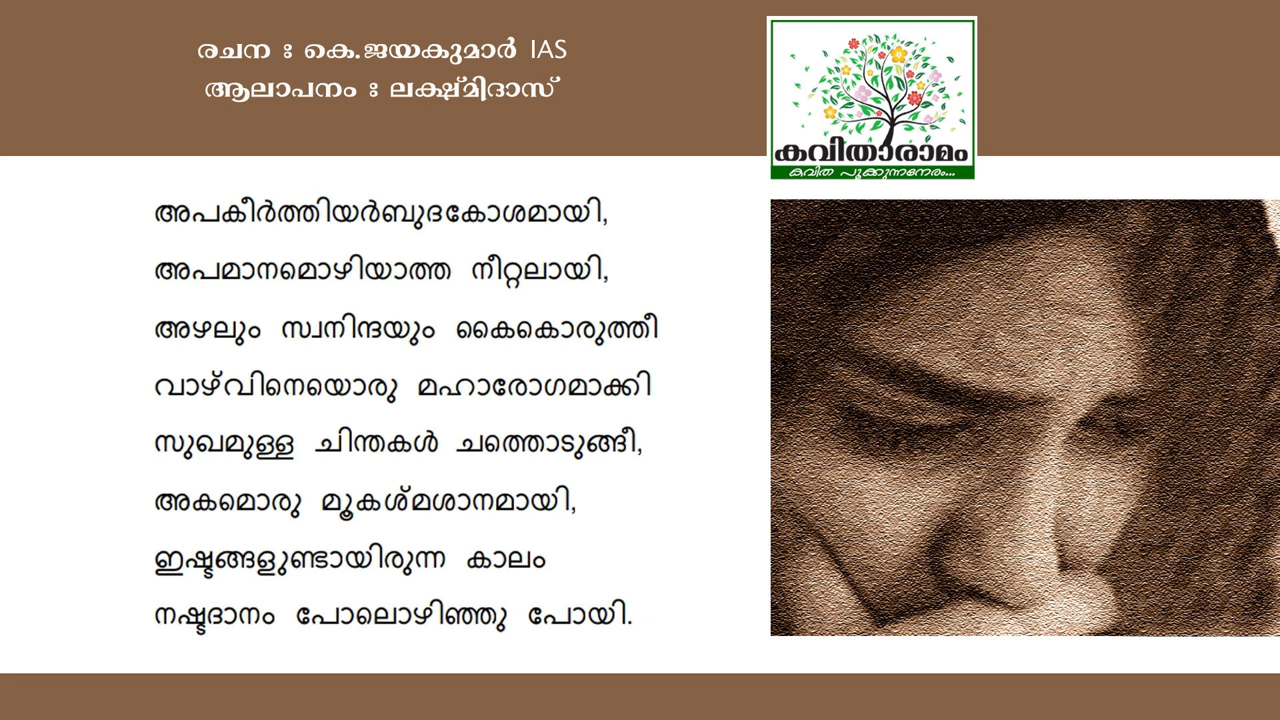 രചന : കെ.ജയകുമാർ IAS
ആലാപനം : ലക്ഷ്മിദാസ്
കവിതാരാമം
കവിത പൂക്കുന്നനേരം...
അപകീർത്തിയർബുദകോശമായി,
അപമാനമൊഴിയാത്ത നീറ്റലായി,
അഴലും സ്വനിന്ദയും കൈകൊരുത്തീ
വാഴ്‌വിനെയൊരു മഹാരോഗമാക്കി
സുഖമുള്ള ചിന്തകൾ ചത്തൊടുങ്ങീ,
അകമൊരു മൂകശ്മശാനമായി,
ഇഷ്ടങ്ങളുണ്ടായിരുന്ന കാലം
നഷ്ടദാനം പോലൊഴിഞ്ഞു പോയി.